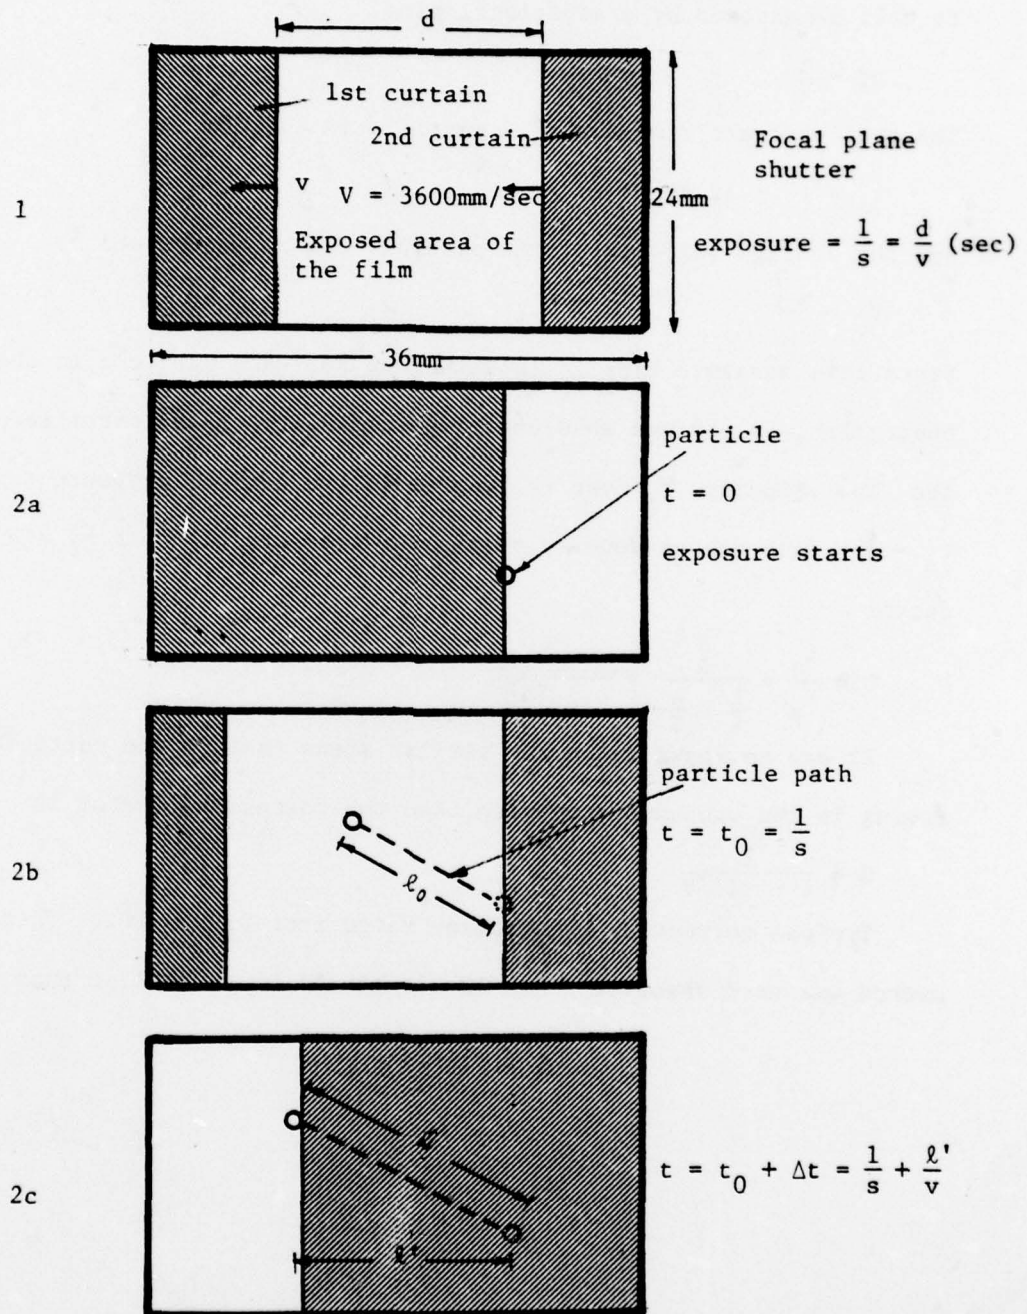 d
1st curtain
2nd curtain
v
V = 3600mm/sec
24mm
Exposed area of
the film
Focal plane
shutter
exposure = 1/s = d/v (sec)
1
36mm
2a
particle
t = 0
exposure starts
2b
particle path
t = t₀ = 1/s
ℓ₀
2c
ℓ'
t = t₀ + Δt = 1/s + ℓ'/v